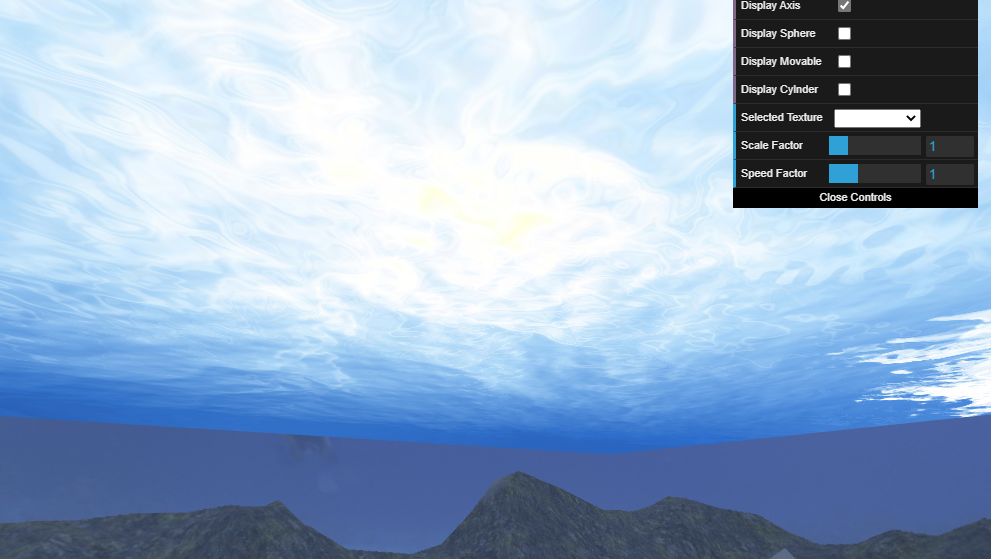 Display Axis
Display Sphere
Display Movable
Display Cylnder
Selected Texture
Scale Factor 1
Speed Factor 1
Close Controls